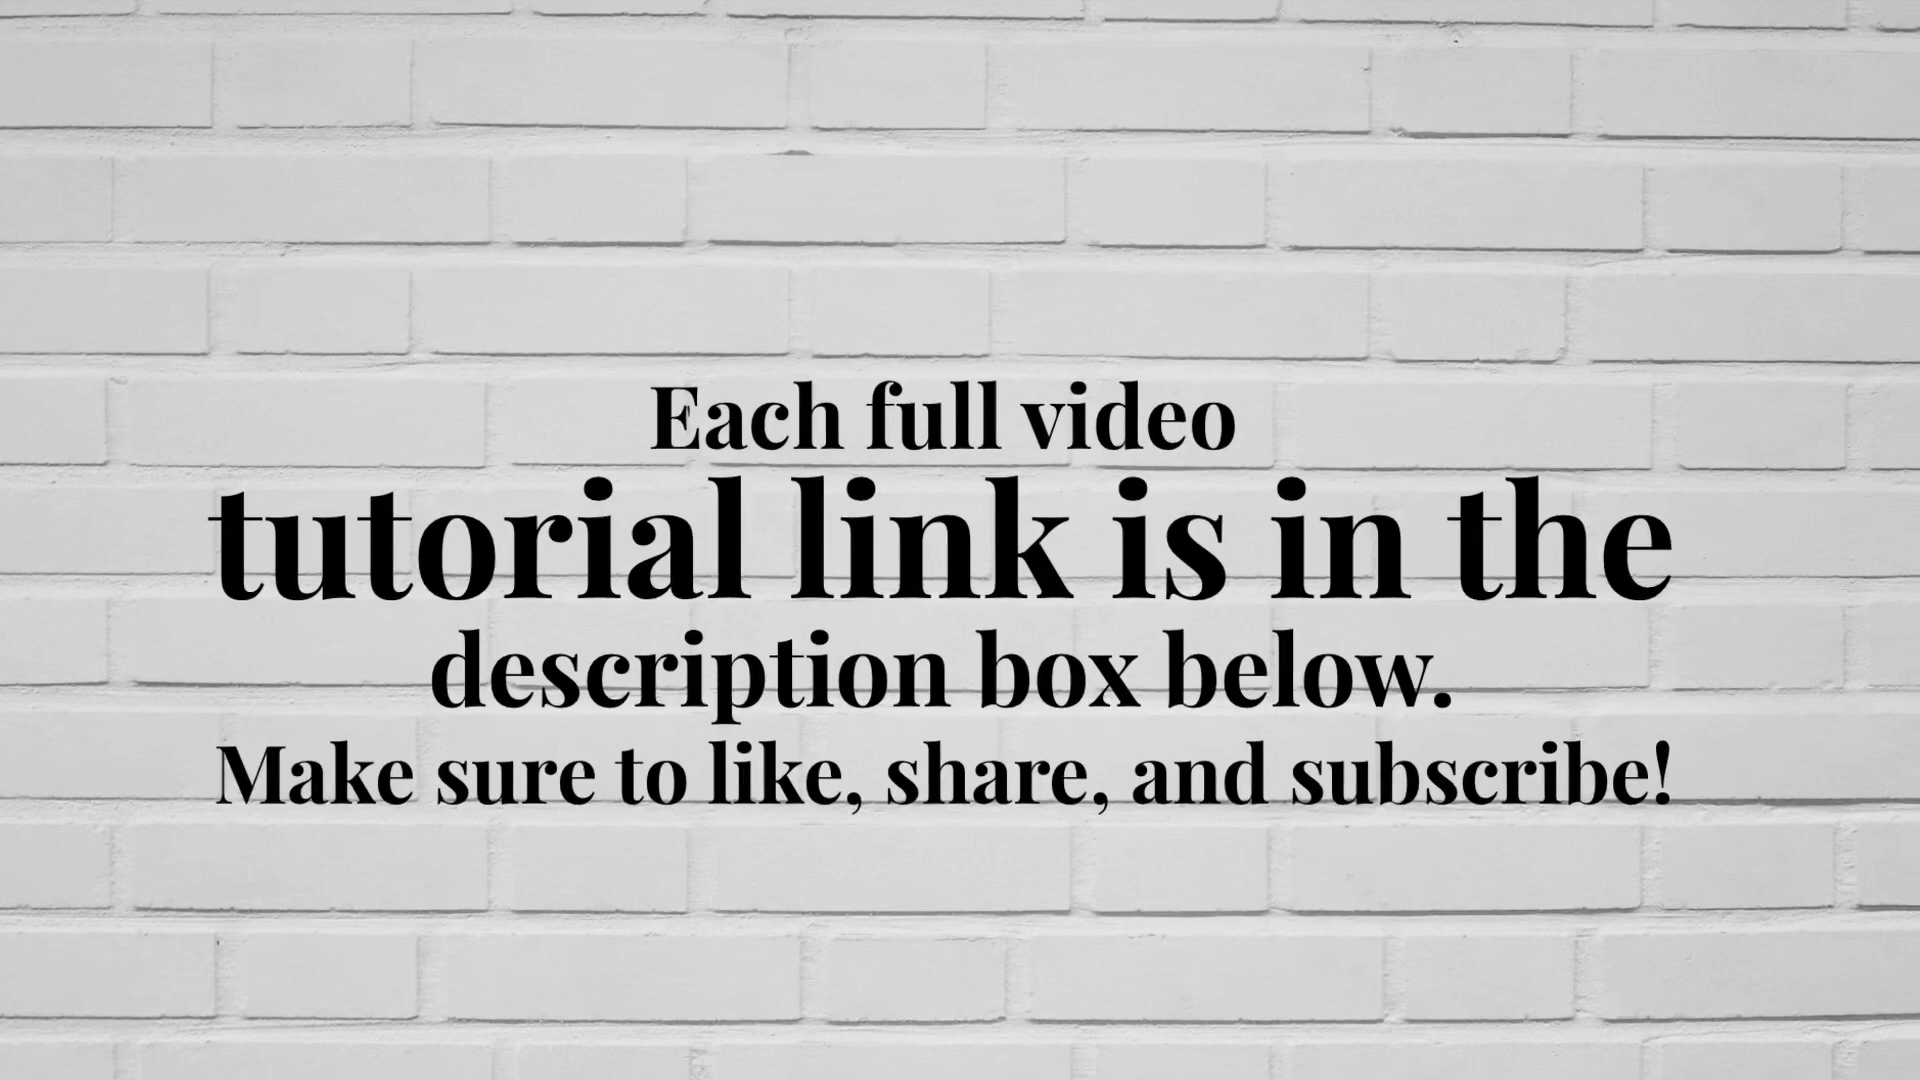 Each full video
tutorial link is in the
description box below.
Make sure to like, share, and subscribe!